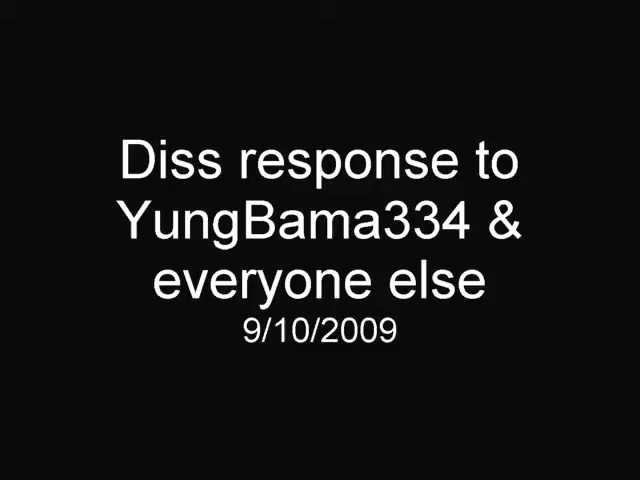 Diss response to
YungBama334 &
everyone else
9/10/2009